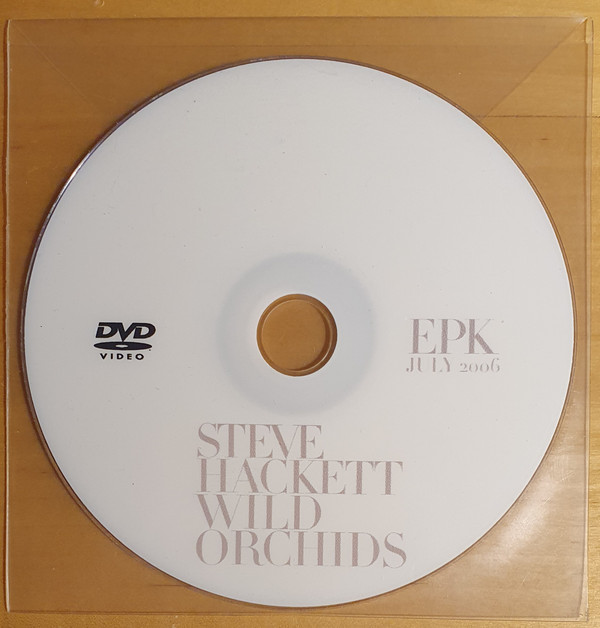 DVD
VIDEO
EPK
JULY 2006
STEVE
HACKETT
WILD
ORCHIDS